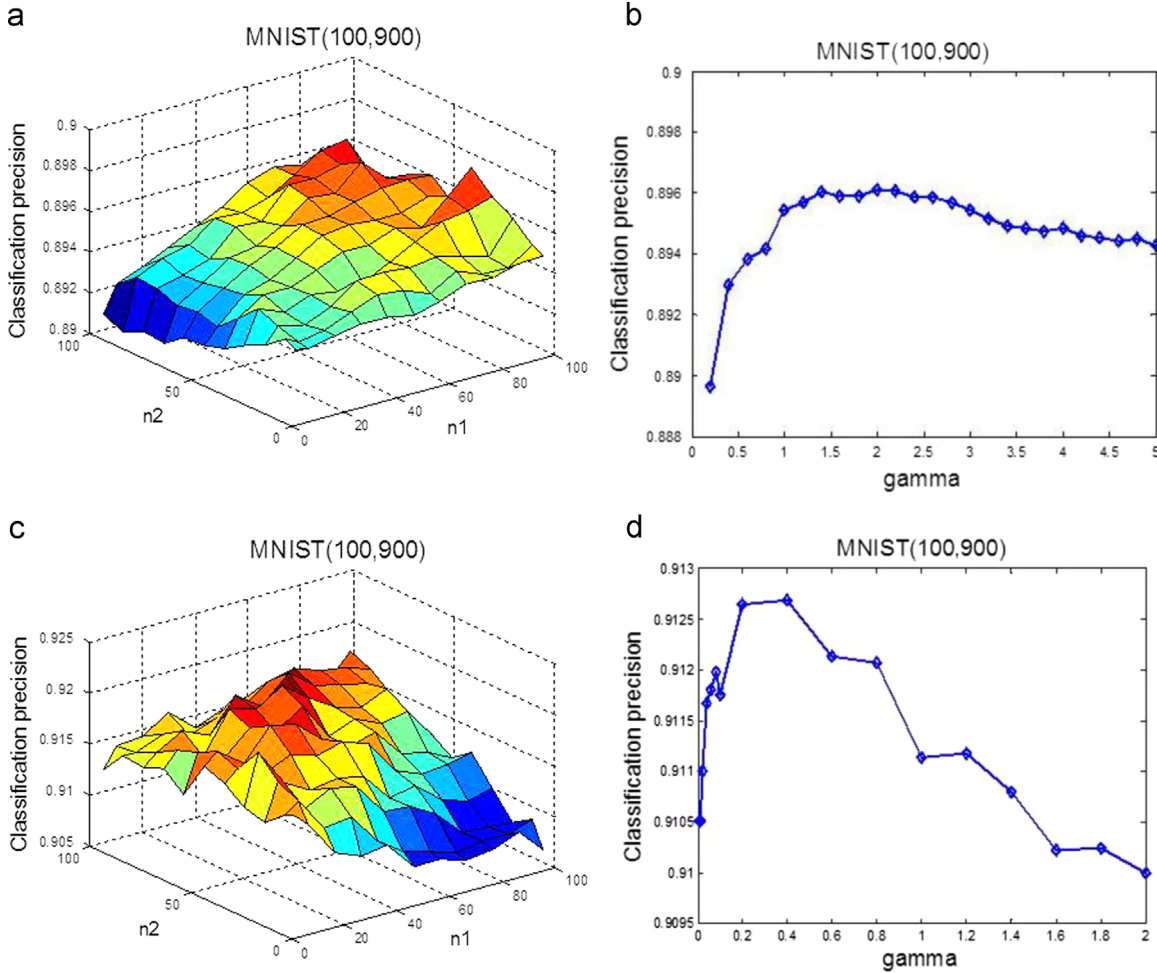 a
MNIST(100,900)
Classification precision
0.9
0.898
0.896
0.894
0.892
0.89
100
50
0
n2
0
20
40
60
80
100
n1
b
MNIST(100,900)
Classification precision
0.9
0.898
0.896
0.894
0.892
0.89
0.888
0 0.5 1 1.5 2 2.5 3 3.5 4 4.5 5
gamma
c
MNIST(100,900)
Classification precision
0.925
0.92
0.915
0.91
0.905
100
50
0
n2
0
20
40
60
80
100
n1
d
MNIST(100,900)
Classification precision
0.913
0.9125
0.912
0.9115
0.911
0.9105
0.91
0.9095
0 0.2 0.4 0.6 0.8 1 1.2 1.4 1.6 1.8 2
gamma